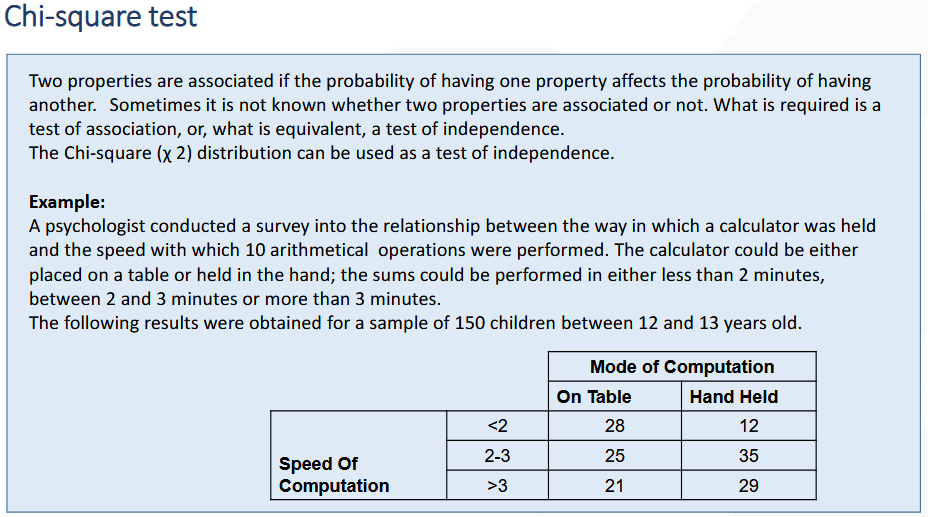 Chi-square test
Two properties are associated if the probability of having one property affects the probability of having
another. Sometimes it is not known whether two properties are associated or not. What is required is a
test of association, or, what is equivalent, a test of independence.
The Chi-square (χ 2) distribution can be used as a test of independence.
Example:
A psychologist conducted a survey into the relationship between the way in which a calculator was held
and the speed with which 10 arithmetical operations were performed. The calculator could be either
placed on a table or held in the hand; the sums could be performed in either less than 2 minutes,
between 2 and 3 minutes or more than 3 minutes.
The following results were obtained for a sample of 150 children between 12 and 13 years old.
Mode of Computation
On Table Hand Held
<2 28 12
2-3 25 35
Speed Of
Computation >3 21 29